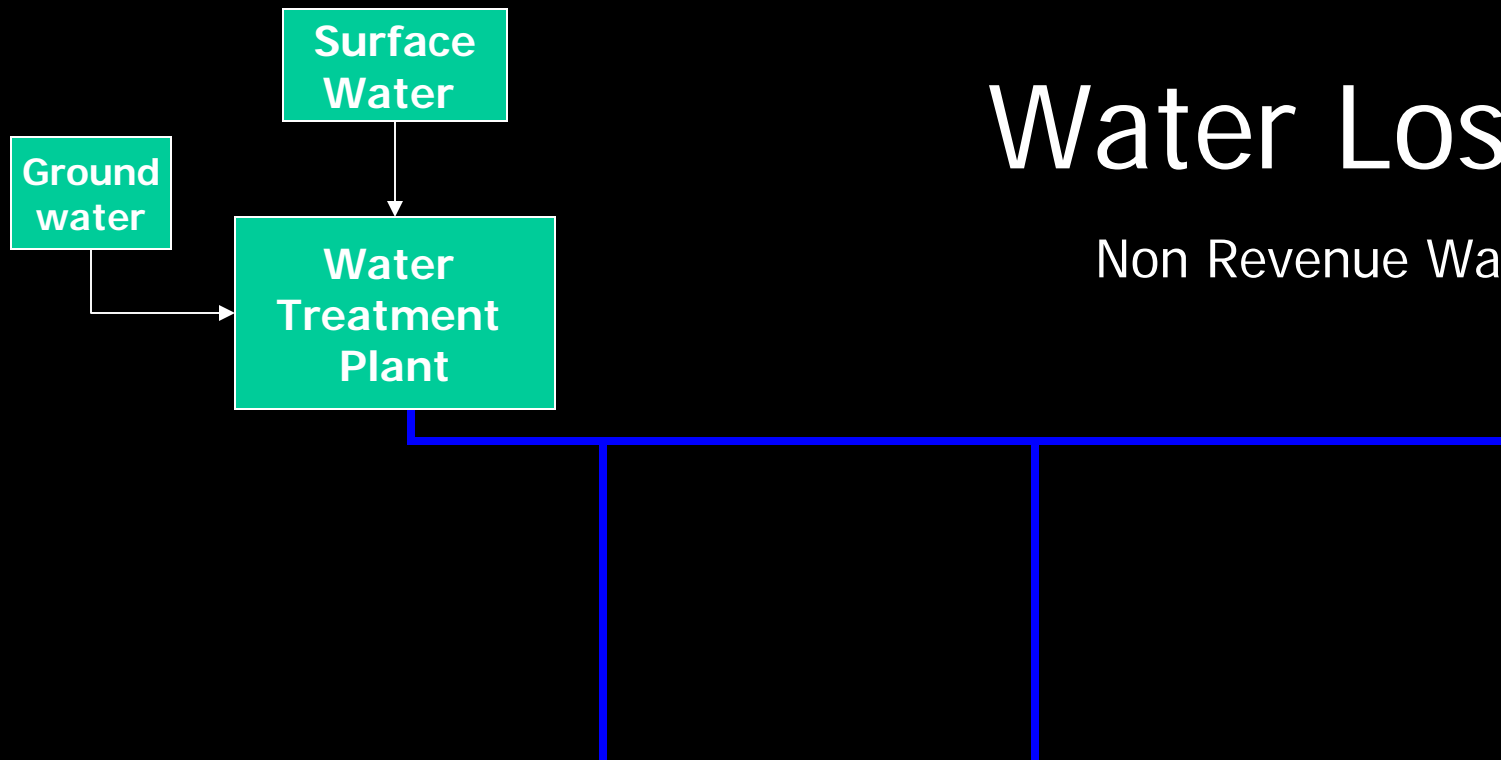 Surface
Water
Ground
water
Water
Treatment
Plant
Water Los
Non Revenue Wa